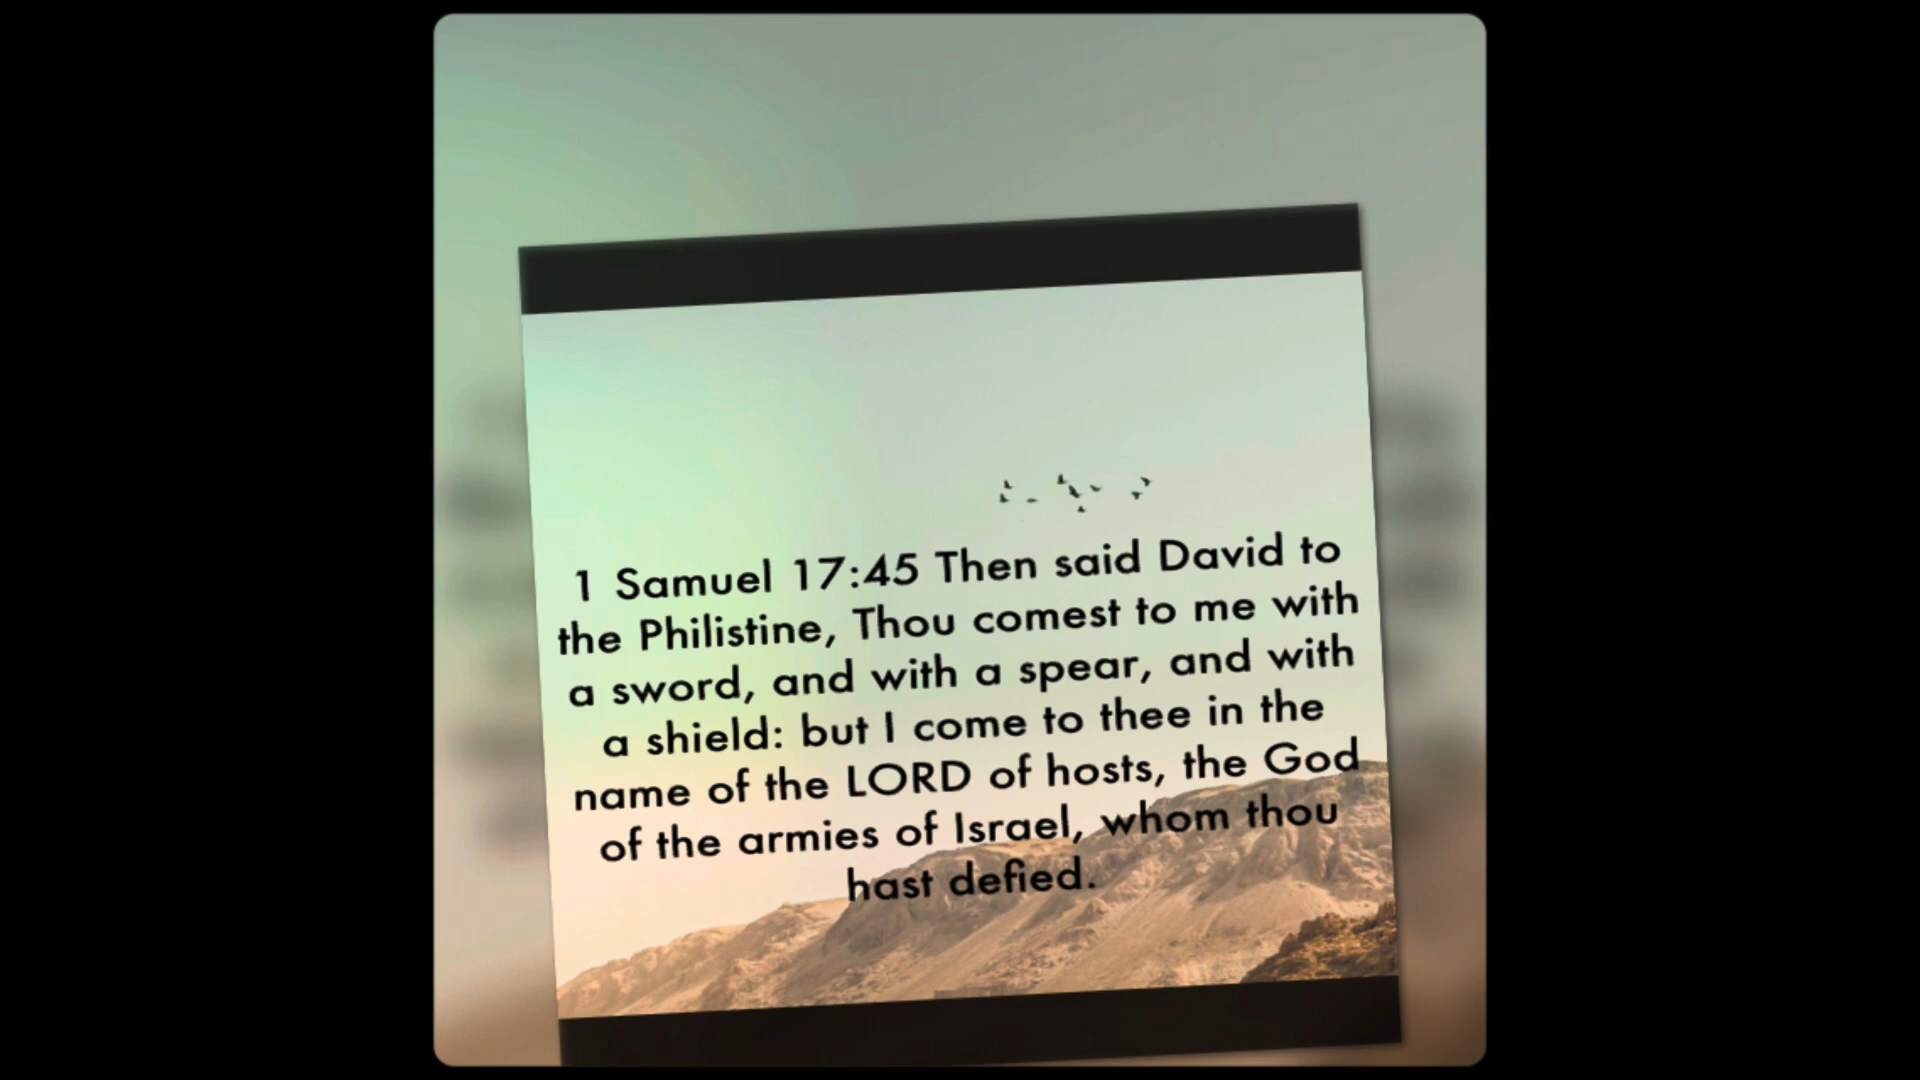 1 Samuel 17:45 Then said David to
the Philistine, Thou comest to me with
a sword, and with a spear, and with
a shield: but I come to thee in the
name of the LORD of hosts, the God
of the armies of Israel, whom thou
hast defied.